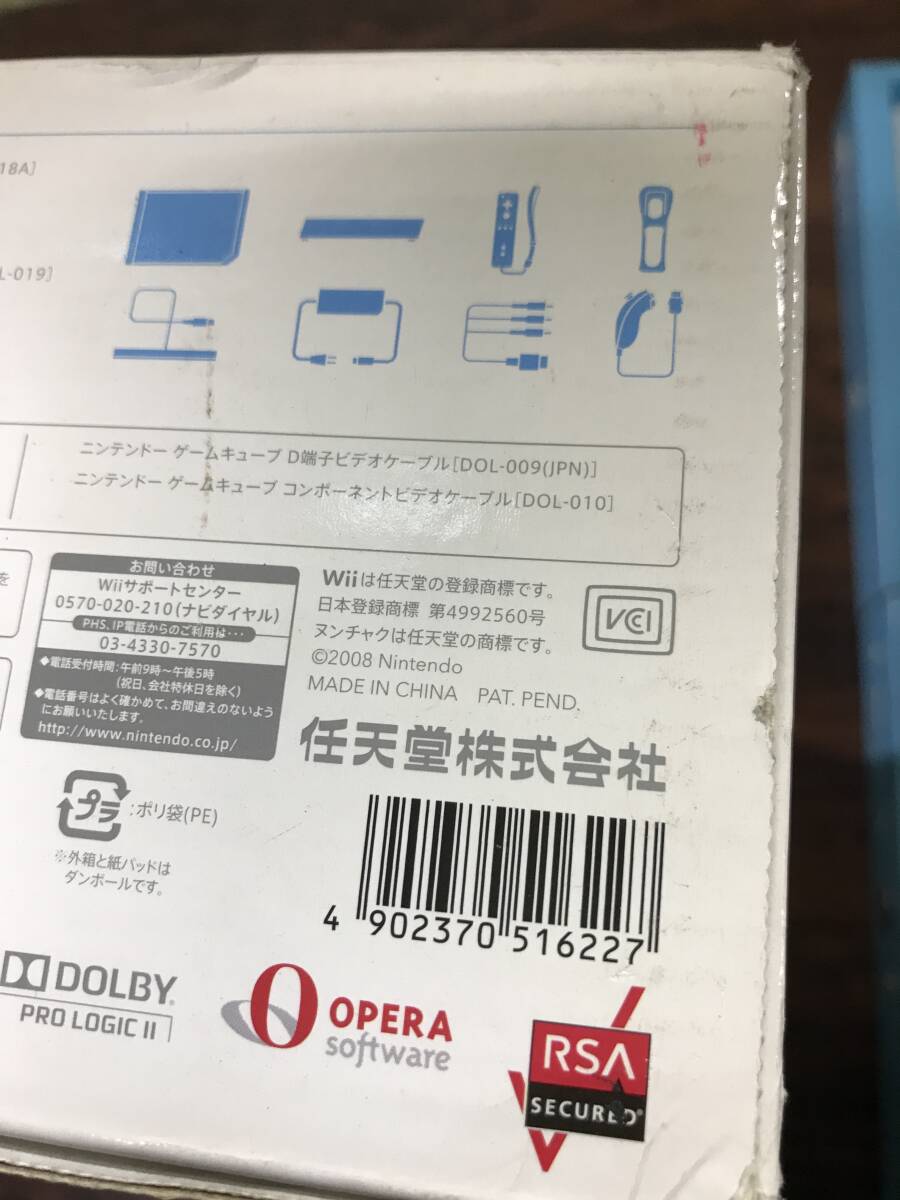 18A]
L-019]
ニンテンドー ゲームキューブ D端子ビデオケーブル[DOL-009(JPN)]
ニンテンドー ゲームキューブ コンポーネントビデオケーブル[DOL-010]
を
お問い合わせ
Wiiサポートセンター
0570-020-210(ナビダイヤル)
PHS、IP電話からのご利用は・・・
03-4330-7570
◆電話受付時間:午前9時〜午後5時
(祝日、会社特休日を除く)
◆電話番号はよく確かめて、お間違えのないよう
にお願いいたします。
http://www.nintendo.co.jp/
Wiiは任天堂の登録商標です。
日本登録商標 第4992560号
ヌンチャクは任天堂の商標です。
©2008 Nintendo
MADE IN CHINA PAT. PEND.
VCI
任天堂株式会社
プラ
:ポリ袋(PE)
※外箱と紙パッドは
ダンボールです。
4 902370 516227
DOLBY
PRO LOGIC II
OPERA
software
RSA
SECURED